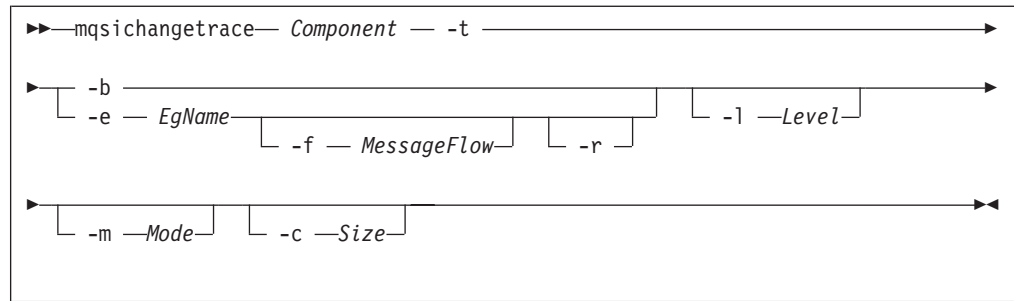 mqsichangetrace Component -t
-b
-e EgName -l Level
-f MessageFlow -r
-m Mode -c Size